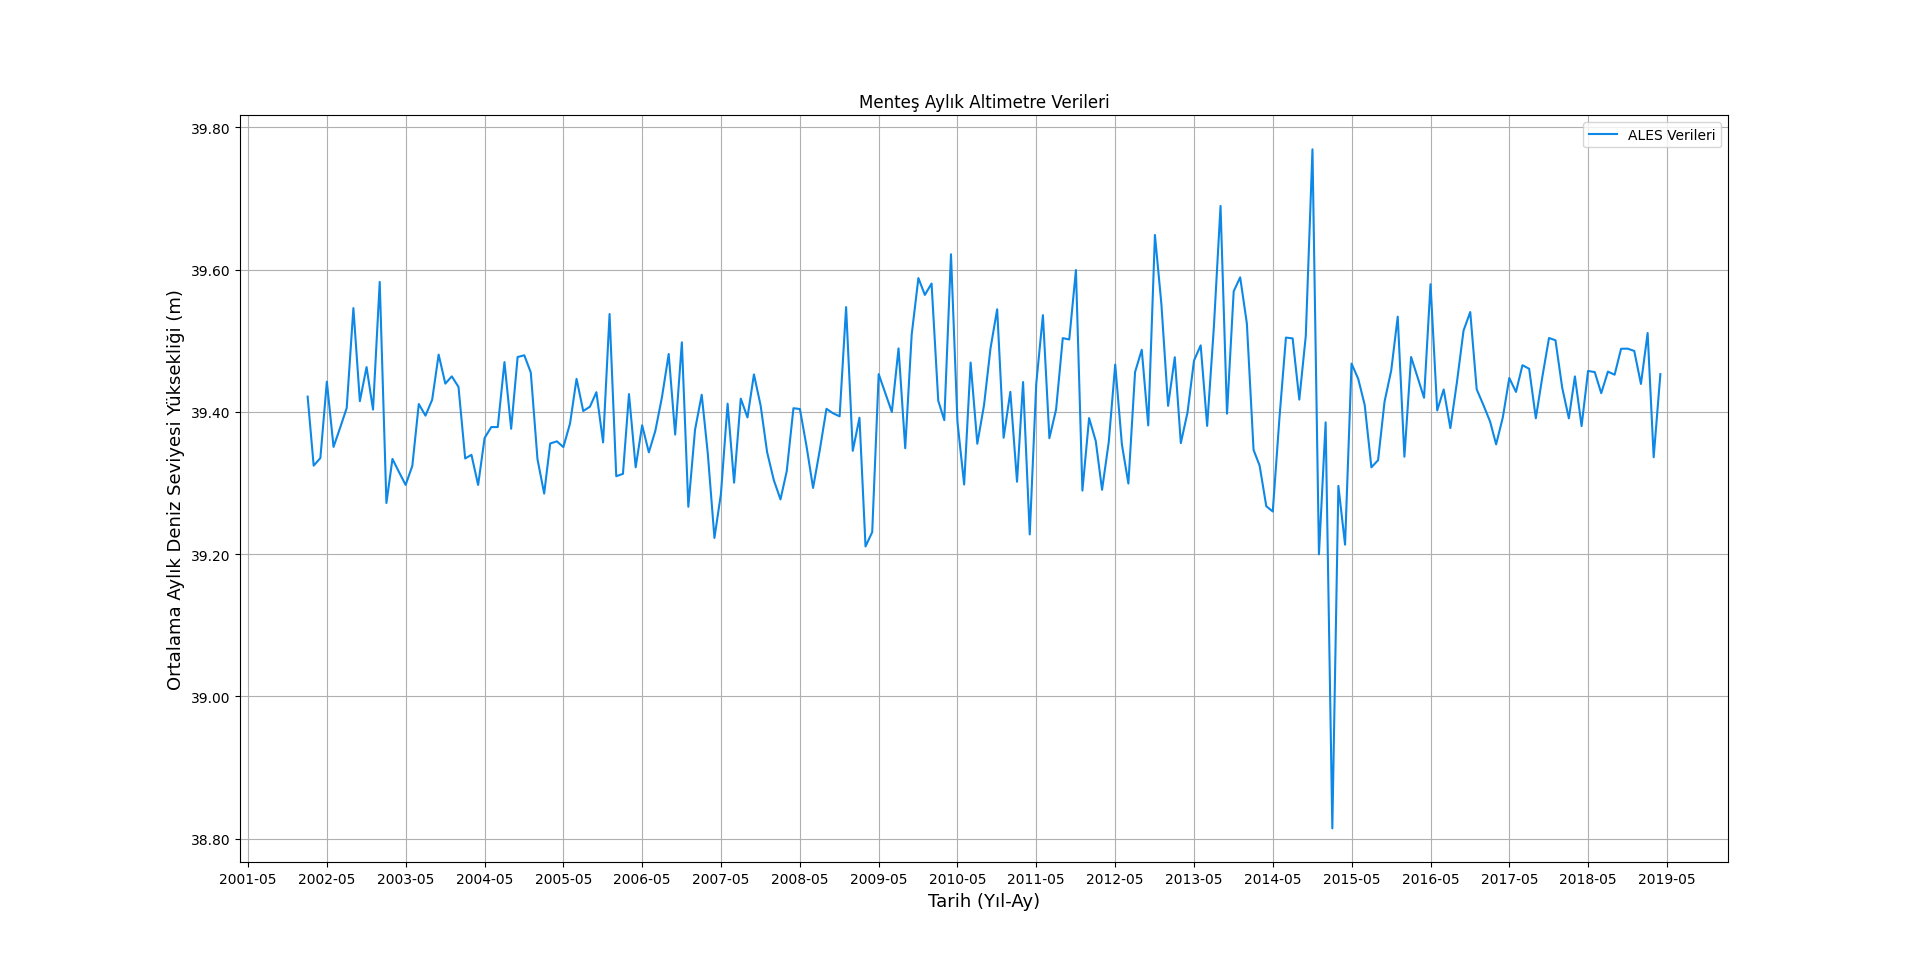 Menteş Aylık Altimetre Verileri
ALES Verileri
Ortalama Aylık Deniz Seviyesi Yüksekliği (m)
39.80
39.60
39.40
39.20
39.00
38.80
2001-05 2002-05 2003-05 2004-05 2005-05 2006-05 2007-05 2008-05 2009-05 2010-05 2011-05 2012-05 2013-05 2014-05 2015-05 2016-05 2017-05 2018-05 2019-05
Tarih (Yıl-Ay)